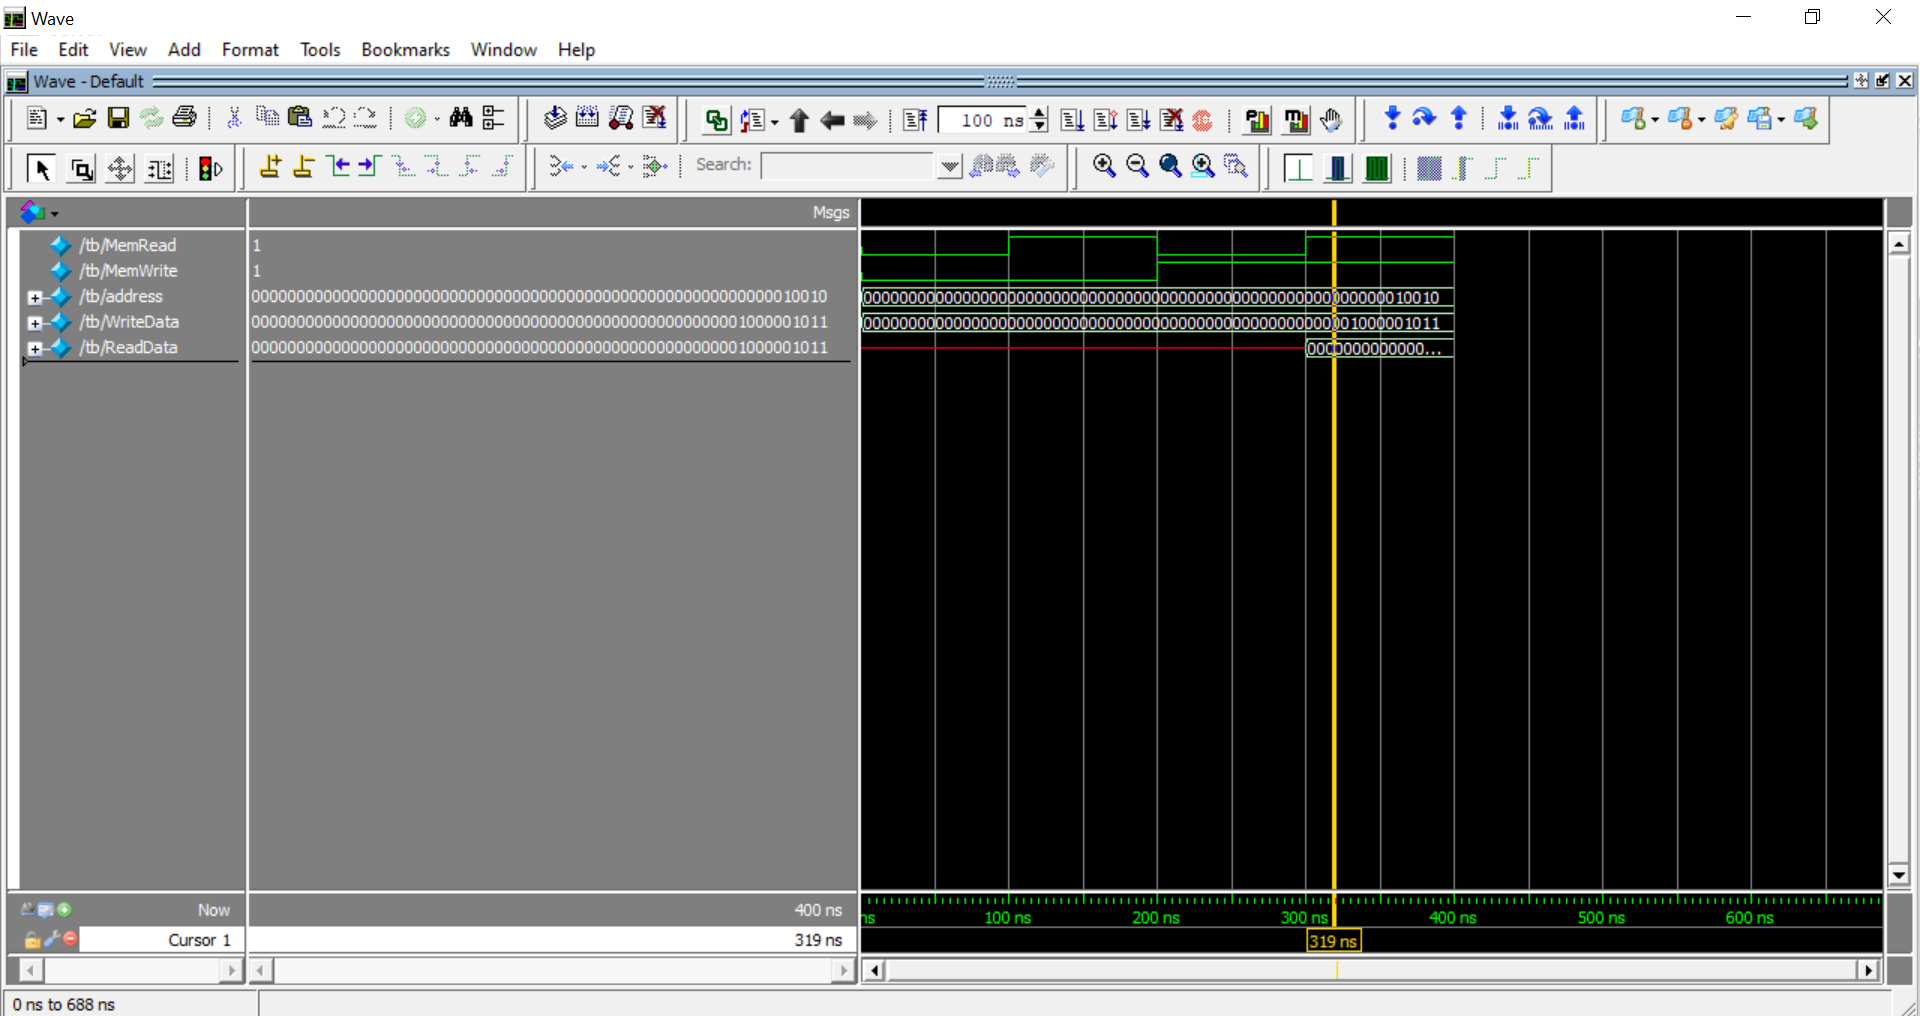 Wave
File Edit View Add Format Tools Bookmarks Window Help
Wave - Default
100 ns
Search:
Msgs
/tb/MemRead 1
/tb/MemWrite 1
/tb/address 0000000000000000000000000000000000000000000000000000000000010010 0000000000000000000000000000000000000000000000000000000000010010
/tb/WriteData 0000000000000000000000000000000000000000000000000000001000001011 0000000000000000000000000000000000000000000000000000001000001011
/tb/ReadData 0000000000000000000000000000000000000000000000000000001000001011 0000000000000...
Now 400 ns ns 100 ns 200 ns 300 ns 400 ns 500 ns 600 ns
Cursor 1 319 ns 319 ns
0 ns to 688 ns